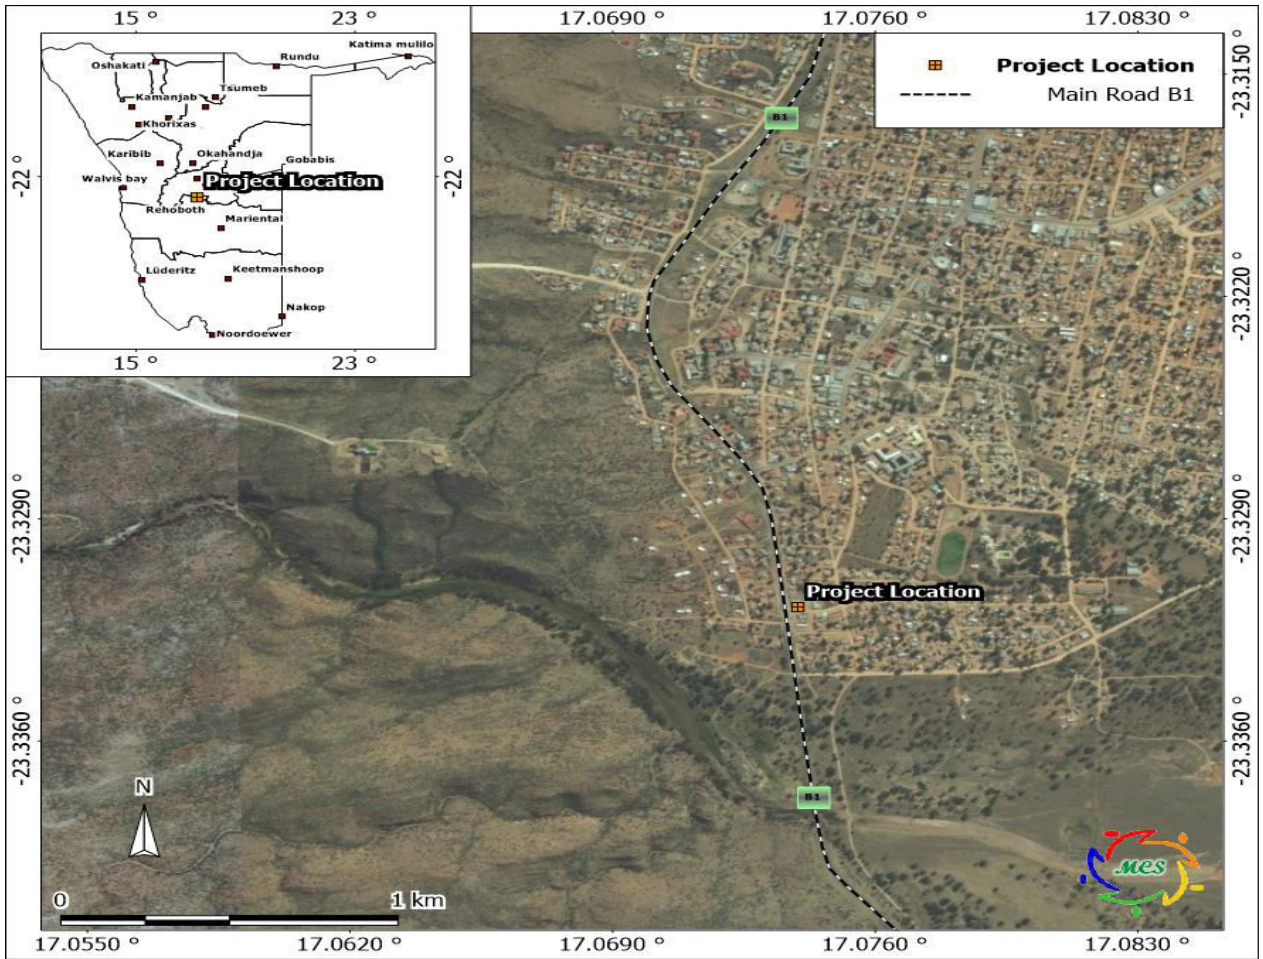 15 °
23 °
17.0690 °
17.0760 °
17.0830 °
Katima mulilo
Oshakati
Rundu
Tsumeb
Kamanjab
Khorixas
Karibib
Okahandja
Gobabis
Walvis bay
Project Location
Rehoboth
Mariental
Lüderitz
Keetmanshoop
Nakop
Noordoewer
-22 °
-22 °
15 °
23 °
Project Location
Main Road B1
B1
-23.3150 °
-23.3220 °
-23.3290 °
-23.3290 °
Project Location
-23.3360 °
-23.3360 °
B1
N
MCS
0
1 km
17.0550 °
17.0620 °
17.0690 °
17.0760 °
17.0830 °